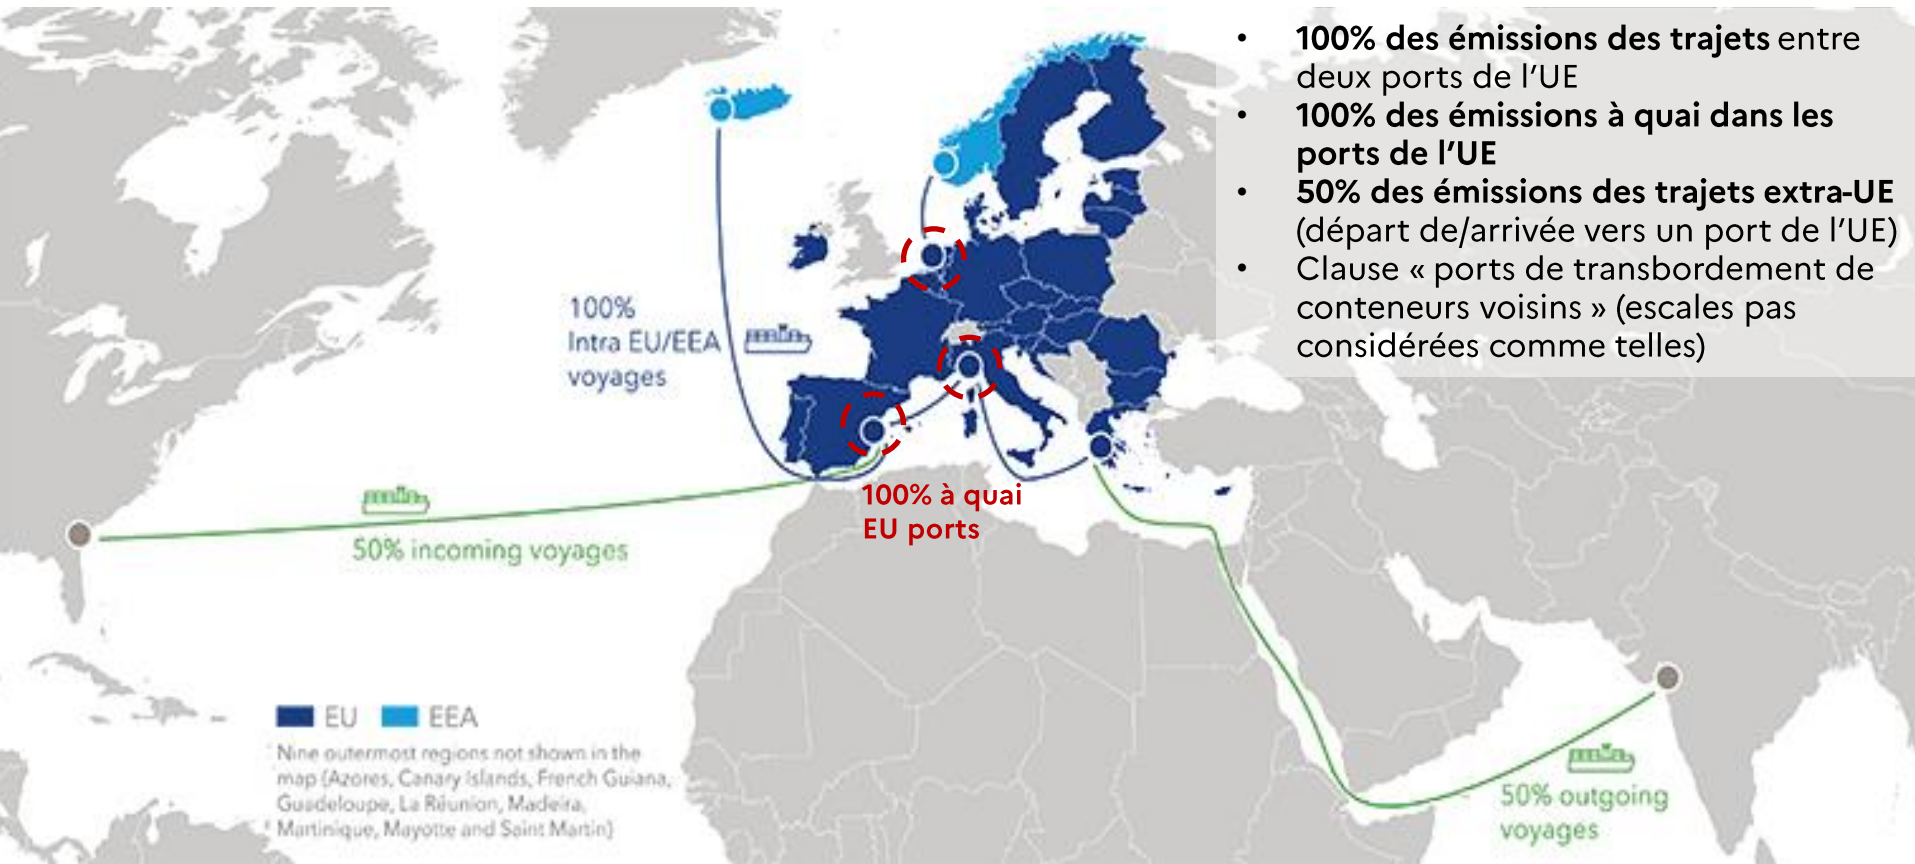 • 100% des émissions des trajets entre
deux ports de l’UE
• 100% des émissions à quai dans les
ports de l’UE
• 50% des émissions des trajets extra-UE
(départ de/arrivée vers un port de l’UE)
• Clause « ports de transbordement de
conteneurs voisins » (escales pas
considérées comme telles)
100%
Intra EU/EEA
voyages
100% à quai
EU ports
50% incoming voyages
50% outgoing
voyages
EU EEA
Nine outermost regions not shown in the
map (Azores, Canary Islands, French Guiana,
Guadeloupe, La Réunion, Madeira,
Martinique, Mayotte and Saint Martin)